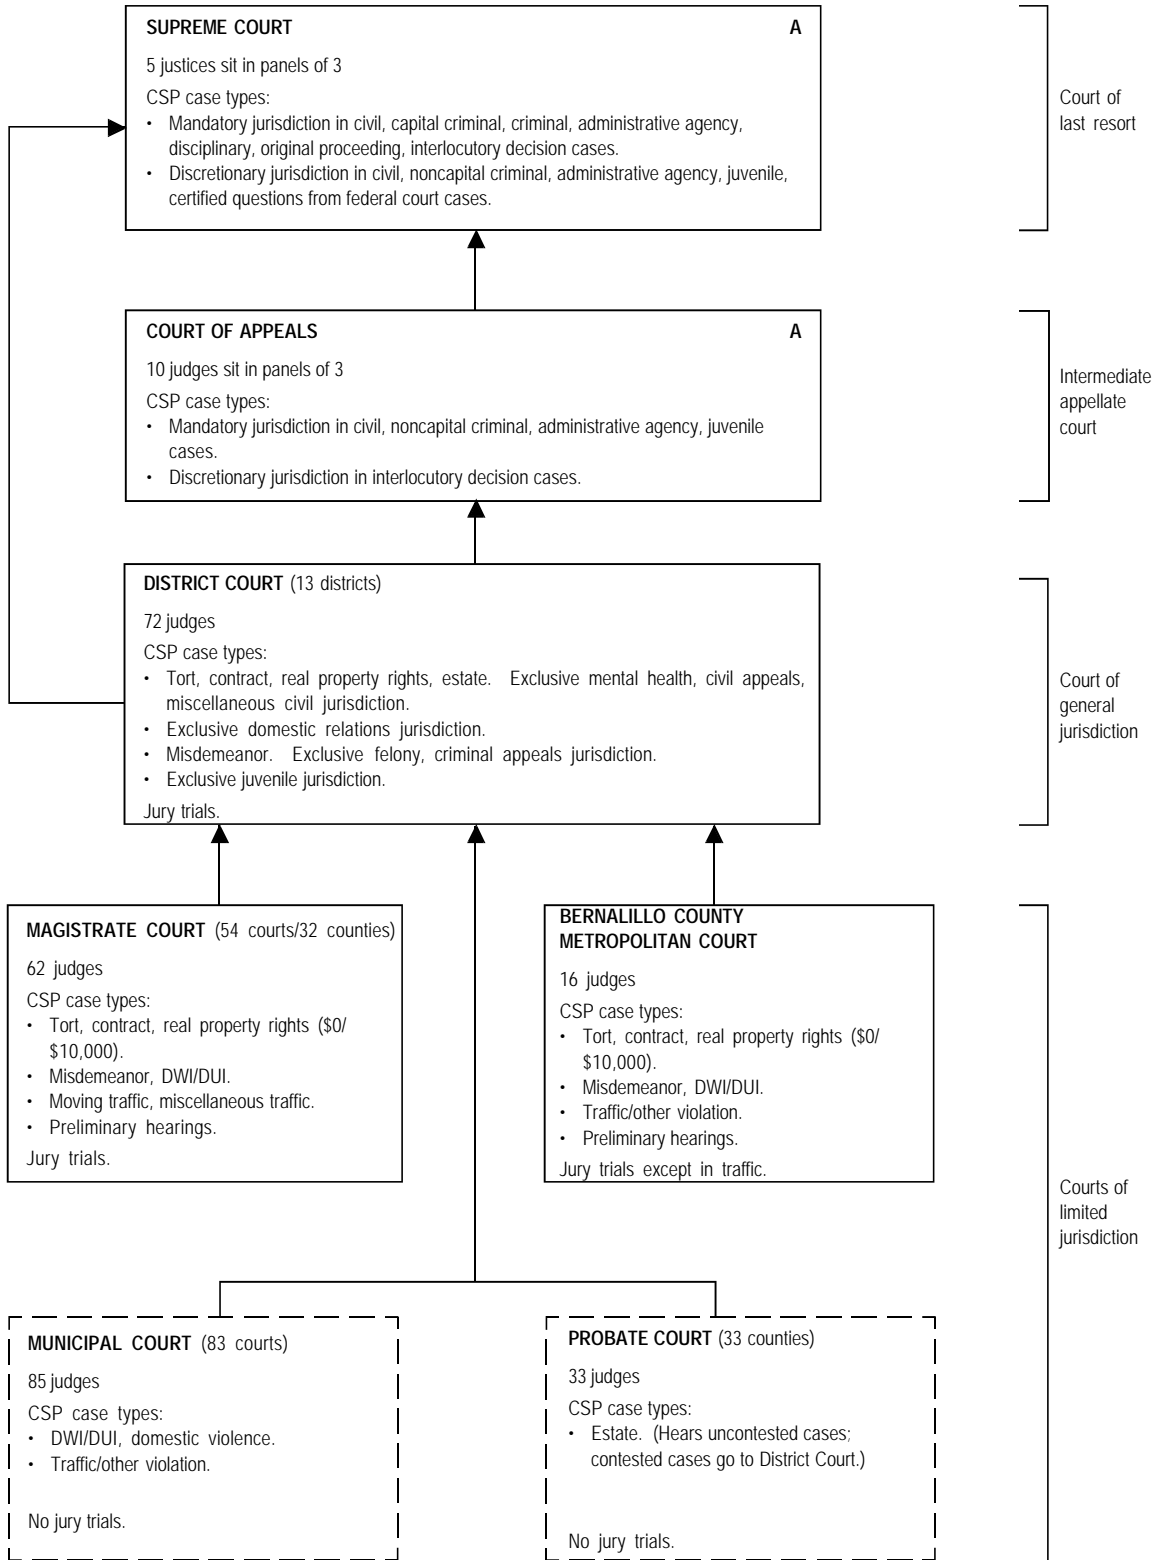 SUPREME COURT A
5 justices sit in panels of 3
CSP case types:
• Mandatory jurisdiction in civil, capital criminal, criminal, administrative agency,
disciplinary, original proceeding, interlocutory decision cases.
• Discretionary jurisdiction in civil, noncapital criminal, administrative agency, juvenile,
certified questions from federal court cases.
Court of
last resort
COURT OF APPEALS A
10 judges sit in panels of 3
CSP case types:
• Mandatory jurisdiction in civil, noncapital criminal, administrative agency, juvenile
cases.
• Discretionary jurisdiction in interlocutory decision cases.
Intermediate
appellate
court
DISTRICT COURT (13 districts)
72 judges
CSP case types:
• Tort, contract, real property rights, estate. Exclusive mental health, civil appeals,
miscellaneous civil jurisdiction.
• Exclusive domestic relations jurisdiction.
• Misdemeanor. Exclusive felony, criminal appeals jurisdiction.
• Exclusive juvenile jurisdiction.
Jury trials.
Court of
general
jurisdiction
MAGISTRATE COURT (54 courts/32 counties)
62 judges
CSP case types:
• Tort, contract, real property rights ($0/
$10,000).
• Misdemeanor, DWI/DUI.
• Moving traffic, miscellaneous traffic.
• Preliminary hearings.
Jury trials.
BERNALILLO COUNTY
METROPOLITAN COURT
16 judges
CSP case types:
• Tort, contract, real property rights ($0/
$10,000).
• Misdemeanor, DWI/DUI.
• Traffic/other violation.
• Preliminary hearings.
Jury trials except in traffic.
Courts of
limited
jurisdiction
MUNICIPAL COURT (83 courts)
85 judges
CSP case types:
• DWI/DUI, domestic violence.
• Traffic/other violation.
No jury trials.
PROBATE COURT (33 counties)
33 judges
CSP case types:
• Estate. (Hears uncontested cases;
contested cases go to District Court.)
No jury trials.